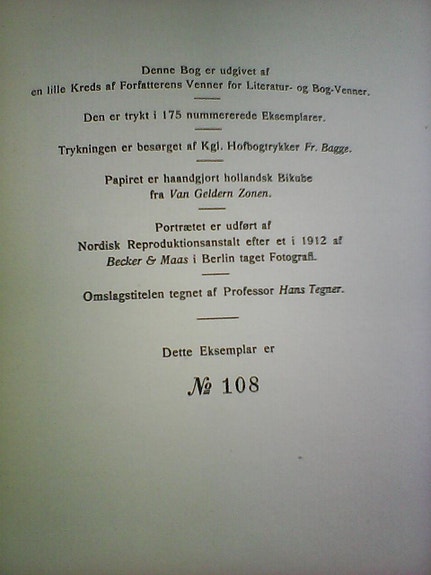 Denne Bog er udgivet af
en lille Kreds af Forfatterens Venner for Literatur- og Bog-Venner.
Den er trykt i 175 nummererede Eksemplarer.
Trykningen er besørget af Kgl. Hofbogtrykker Fr. Bagge.
Papiret er haandgjort hollandsk Bikube
fra Van Geldern Zonen.
Portrætet er udført af
Nordisk Reproduktionsanstalt efter et i 1912 af
Becker & Maas i Berlin taget Fotografi.
Omslagstitelen tegnet af Professor Hans Tegner.
Dette Eksemplar er
№ 108